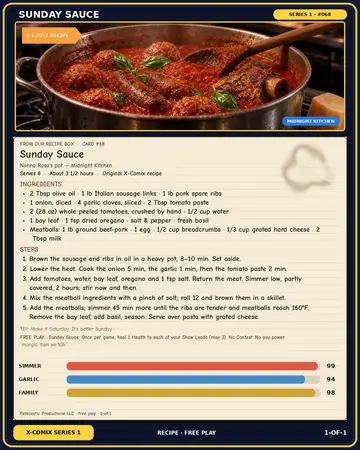 SUNDAY SAUCE
SERIES 1 · #068
1-OF-1 RECIPE
MIDNIGHT KITCHEN
FROM OUR RECIPE BOX · CARD #68
Sunday Sauce
Nonna Rosa's pot — Midnight Kitchen
Serves 8 · About 3 1/2 hours · Original X-Comix recipe
INGREDIENTS
• 2 Tbsp olive oil · 1 lb Italian sausage links · 1 lb pork spare ribs
• 1 onion, diced · 4 garlic cloves, sliced · 2 Tbsp tomato paste
• 2 (28 oz) whole peeled tomatoes, crushed by hand · 1/2 cup water
• 1 bay leaf · 1 tsp dried oregano · salt & pepper · fresh basil
• Meatballs: 1 lb ground beef-pork · 1 egg · 1/2 cup breadcrumbs · 1/3 cup grated hard cheese · 2
Tbsp milk
STEPS
1. Brown the sausage and ribs in oil in a heavy pot, 8–10 min. Set aside.
2. Lower the heat. Cook the onion 5 min, the garlic 1 min, then the tomato paste 2 min.
3. Add tomatoes, water, bay leaf, oregano and 1 tsp salt. Return the meat. Simmer low, partly
covered, 2 hours; stir now and then.
4. Mix the meatball ingredients with a pinch of salt; roll 12 and brown them in a skillet.
5. Add the meatballs; simmer 45 min more until the ribs are tender and meatballs reach 160°F.
Remove the bay leaf, add basil, season. Serve over pasta with grated cheese.
TIP: Make it Saturday. It's better Sunday.
FREE PLAY · Sunday Sauce: Once per game, heal 1 Health to each of your Show Leads (max 3). No Contest. No pay power.
"mangia, then we talk."
SIMMER 99
GARLIC 94
FAMILY 98
Productions LLC · free play · 1-of-1
X-COMIX SERIES 1
RECIPE · FREE PLAY
1-OF-1